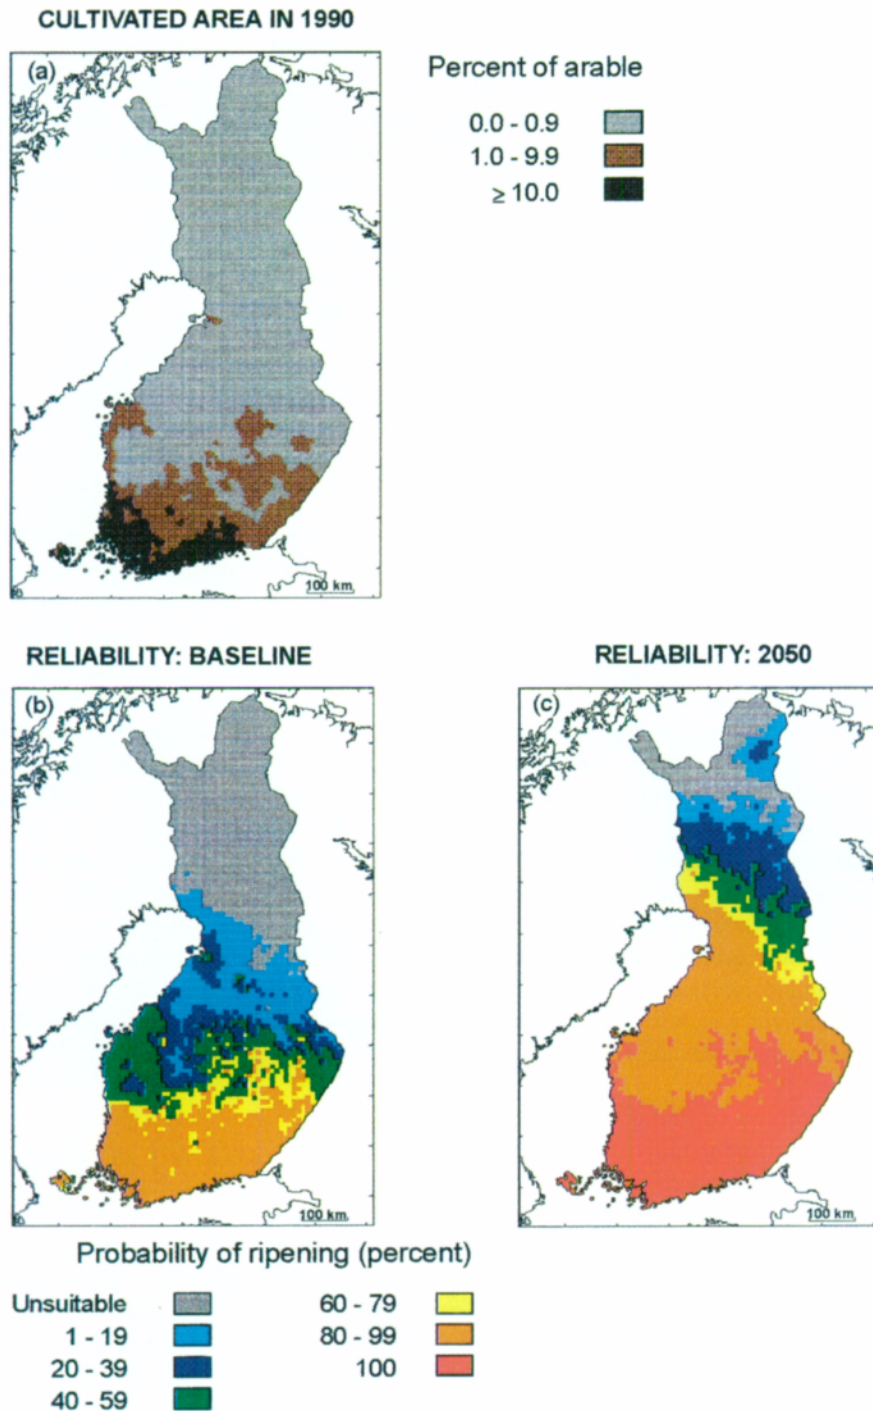 CULTIVATED AREA IN 1990
(a)
Percent of arable
0.0 - 0.9
1.0 - 9.9
≥ 10.0
100 km
RELIABILITY: BASELINE
RELIABILITY: 2050
(b)
(c)
100 km
100 km
Probability of ripening (percent)
Unsuitable
60 - 79
1 - 19
80 - 99
20 - 39
100
40 - 59